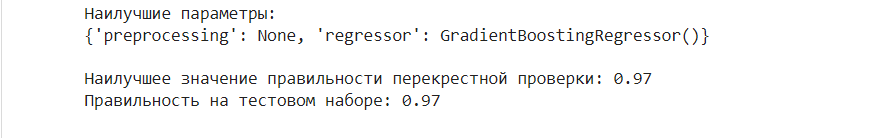 Наилучшие параметры:
{'preprocessing': None, 'regressor': GradientBoostingRegressor()}
Наилучшее значение правильности перекрестной проверки: 0.97
Правильность на тестовом наборе: 0.97